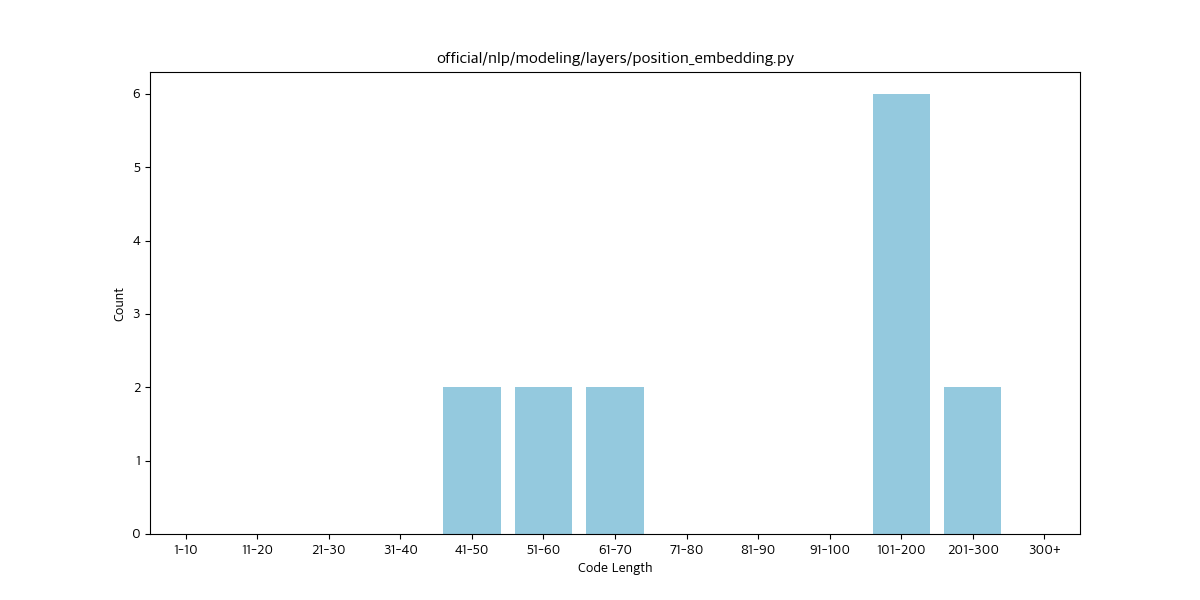 official/nlp/modeling/layers/position_embedding.py
Count
6
5
4
3
2
1
0
1-10 11-20 21-30 31-40 41-50 51-60 61-70 71-80 81-90 91-100 101-200 201-300 300+
Code Length